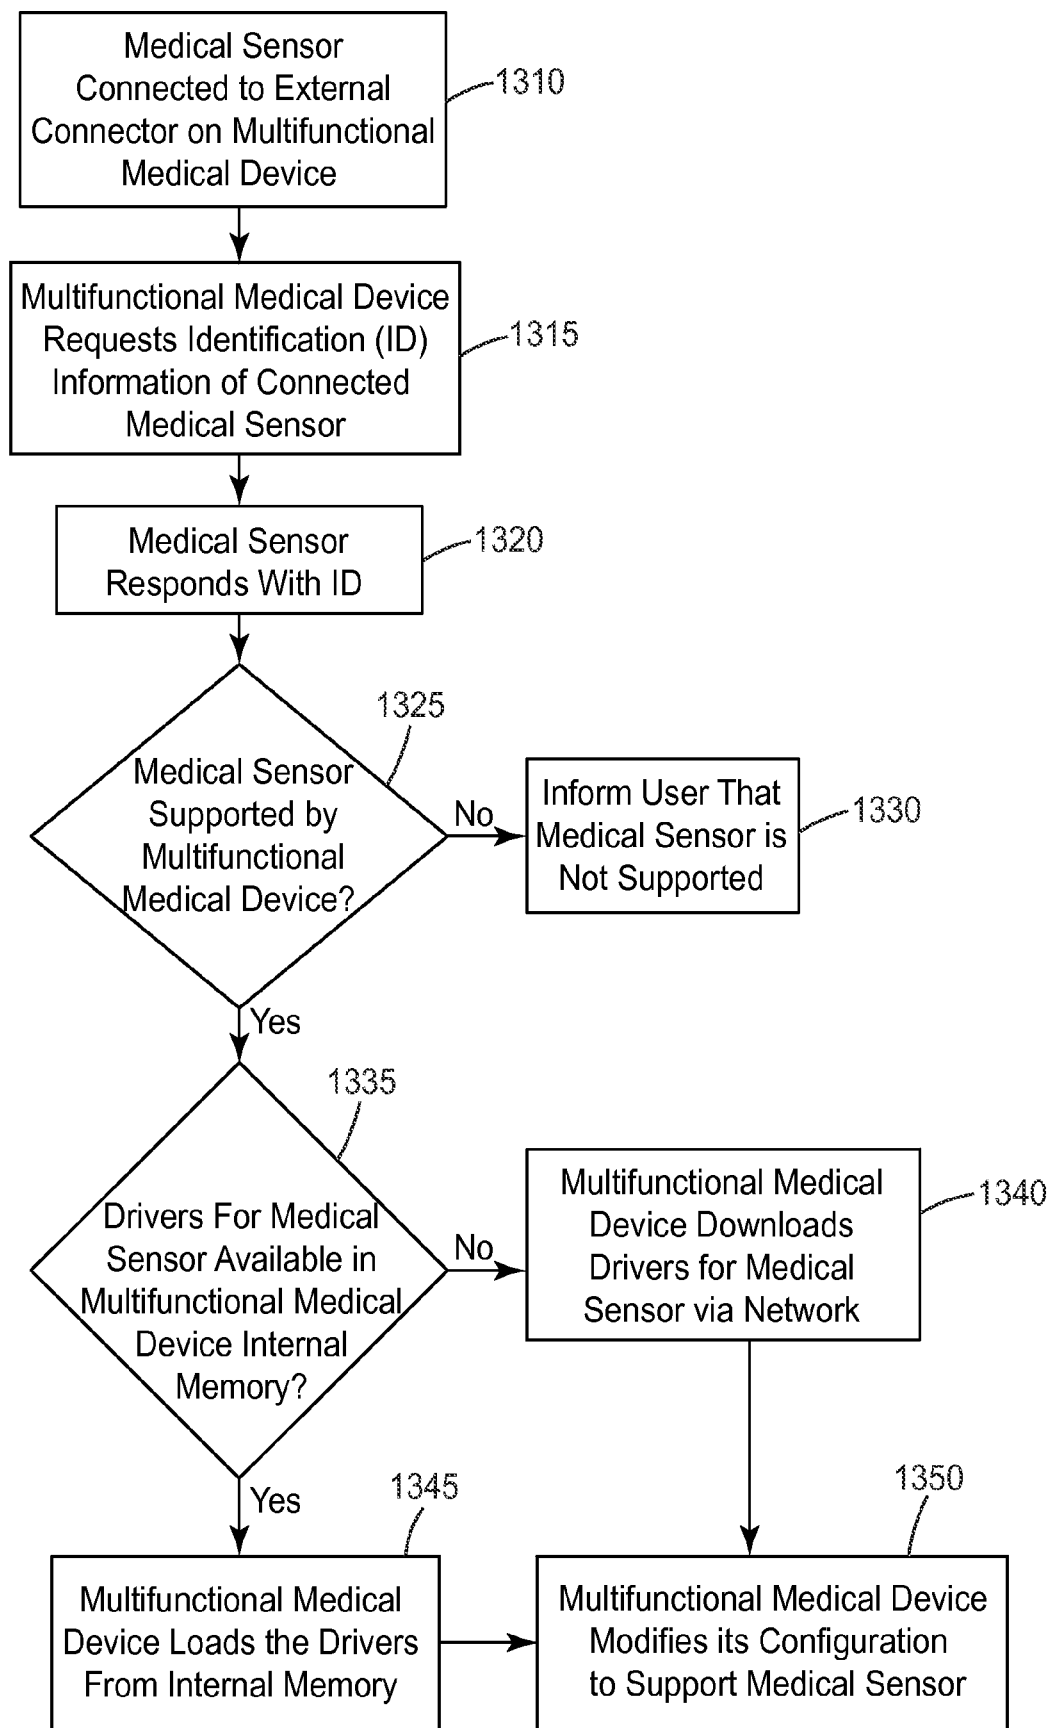 Medical Sensor
Connected to External
Connector on Multifunctional
Medical Device
1310
Multifunctional Medical Device
Requests Identification (ID)
Information of Connected
Medical Sensor
1315
Medical Sensor
Responds With ID
1320
1325
Medical Sensor
Supported by
Multifunctional
Medical Device?
No
Inform User That
Medical Sensor is
Not Supported
1330
Yes
1335
Drivers For Medical
Sensor Available in
Multifunctional Medical
Device Internal
Memory?
No
Multifunctional Medical
Device Downloads
Drivers for Medical
Sensor via Network
1340
Yes
1345
Multifunctional Medical
Device Loads the Drivers
From Internal Memory
1350
Multifunctional Medical Device
Modifies its Configuration
to Support Medical Sensor